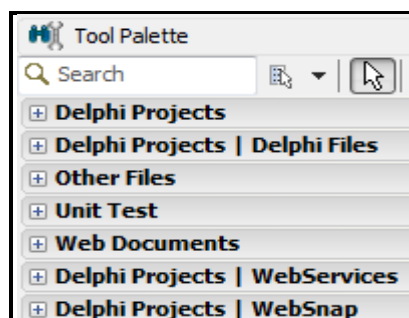 Tool Palette
Search
Delphi Projects
Delphi Projects | Delphi Files
Other Files
Unit Test
Web Documents
Delphi Projects | WebServices
Delphi Projects | WebSnap